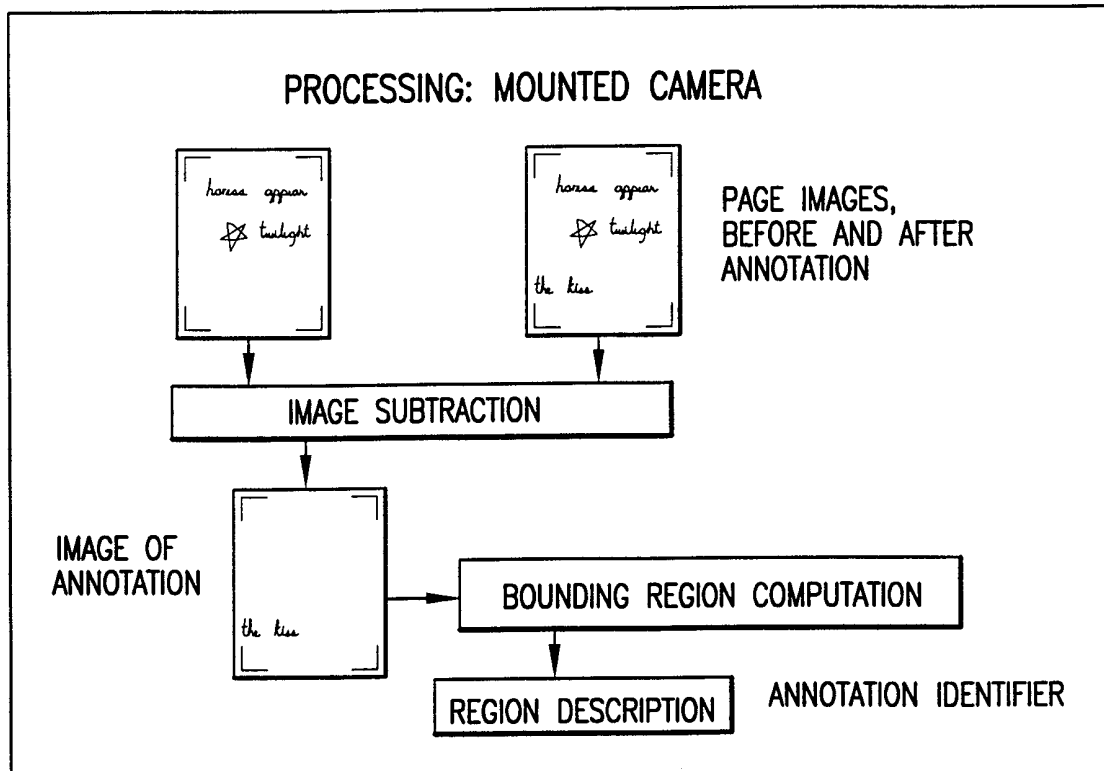 PROCESSING: MOUNTED CAMERA
horses appear
twilight
horses appear
twilight
the kiss
PAGE IMAGES,
BEFORE AND AFTER
ANNOTATION
IMAGE SUBTRACTION
IMAGE OF
ANNOTATION
the kiss
BOUNDING REGION COMPUTATION
REGION DESCRIPTION
ANNOTATION IDENTIFIER